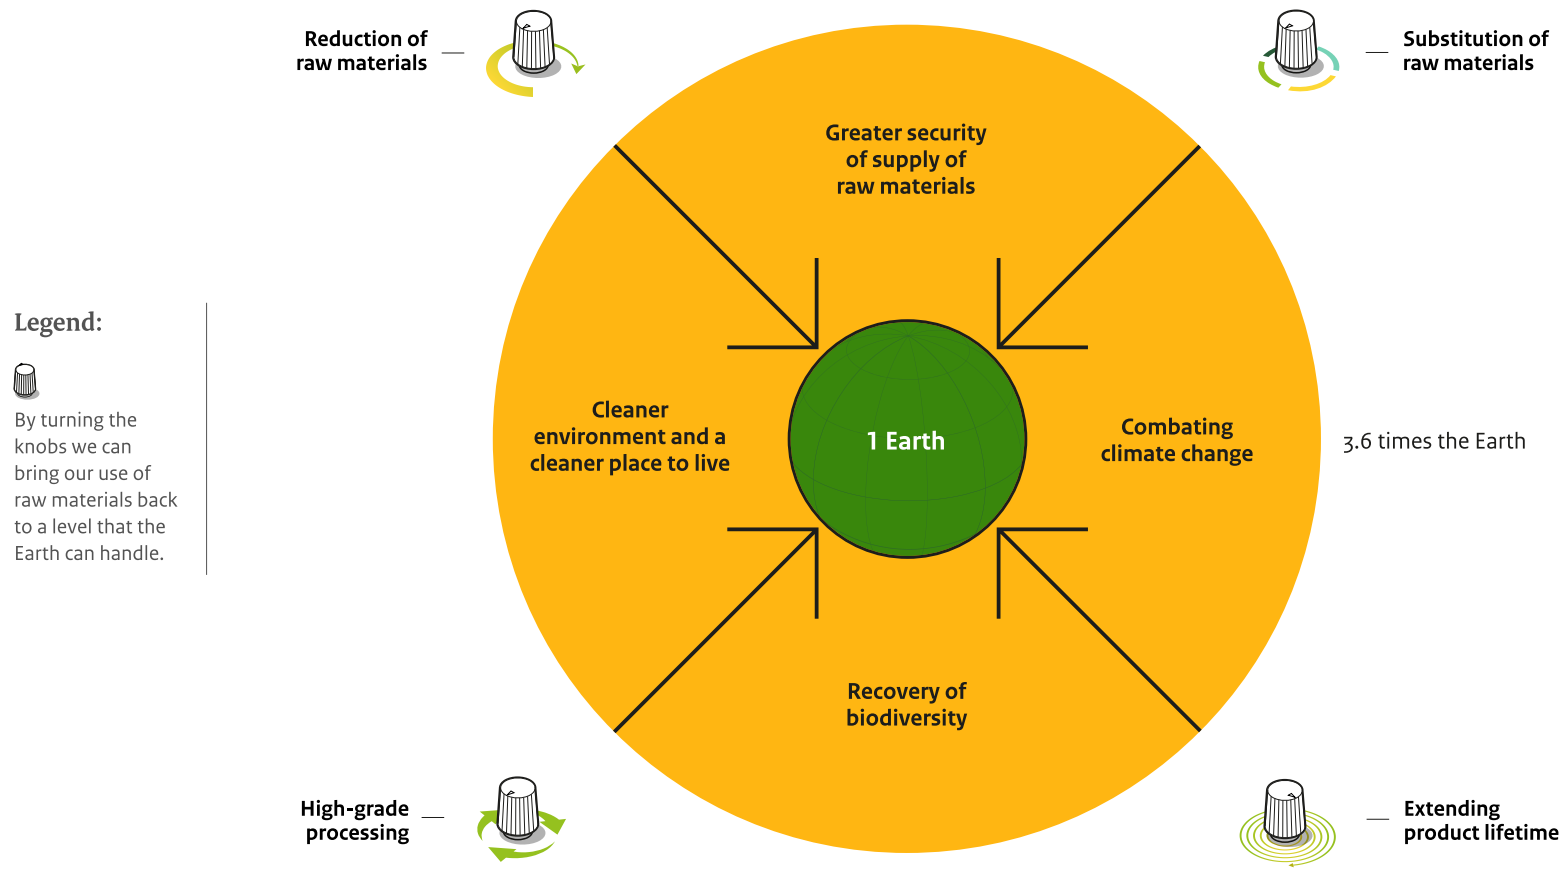 Reduction of
raw materials
Substitution of
raw materials
Greater security
of supply of
raw materials
Legend:
By turning the
knobs we can
bring our use of
raw materials back
to a level that the
Earth can handle.
Cleaner
environment and a
cleaner place to live
1 Earth
Combating
climate change
3.6 times the Earth
Recovery of
biodiversity
High-grade
processing
Extending
product lifetime